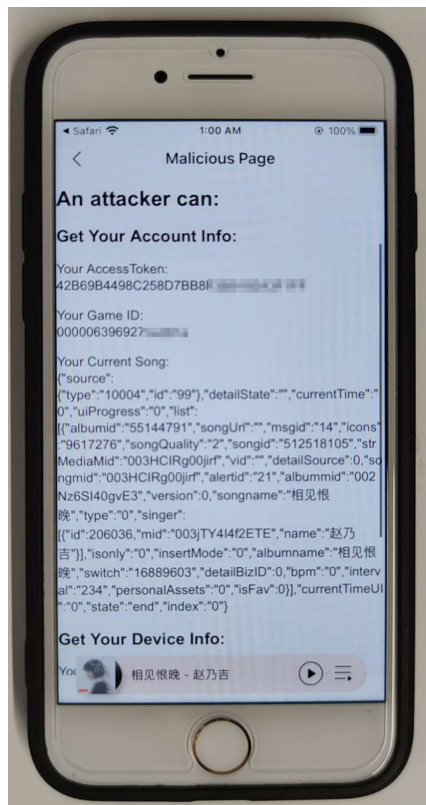 Safari 1:00 AM 100%
Malicious Page
An attacker can:
Get Your Account Info:
Your AccessToken:
42B69B4498C258D7BB8
Your Game ID:
000006396927
Your Current Song:
{"source":
{"type":"10004","id":"99"},"detailState":"","currentTime":"
0","uiProgress":"0","list":
[{"albumid":"55144791","songUrl":"","msgid":"14","icons"
:"9617276","songQuality":"2","songid":"512518105","str
MediaMid":"003HCIRg00jirf","vid":"","detailSource":0,"so
ngmid":"003HCIRg00jirf","alertid":"21","albummid":"002
Nz6SI40gvE3","version":0,"songname":"相见恨
晚","type":"0","singer":
[{"id":206036,"mid":"003jTY4I4f2ETE","name":"赵乃
吉"}],"isonly":"0","insertMode":"0","albumname":"相见恨
晚","switch":"16889603","detailBizID":0,"bpm":"0","interv
al":"234","personalAssets":"0","isFav":0}],"currentTimeUI
":"0","state":"end","index":"0"}
Get Your Device Info:
相见恨晚 - 赵乃吉